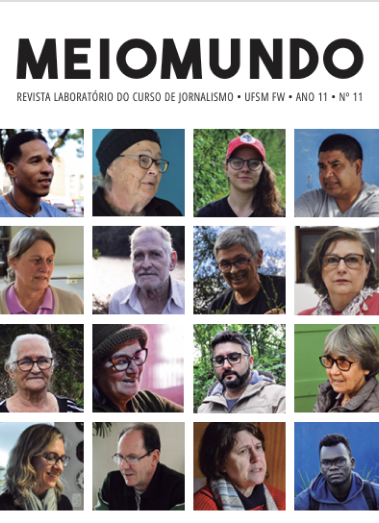 MEIOMUNDO
REVISTA LABORATÓRIO DO CURSO DE JORNALISMO • UFSM FW • ANO 11 • Nº 11